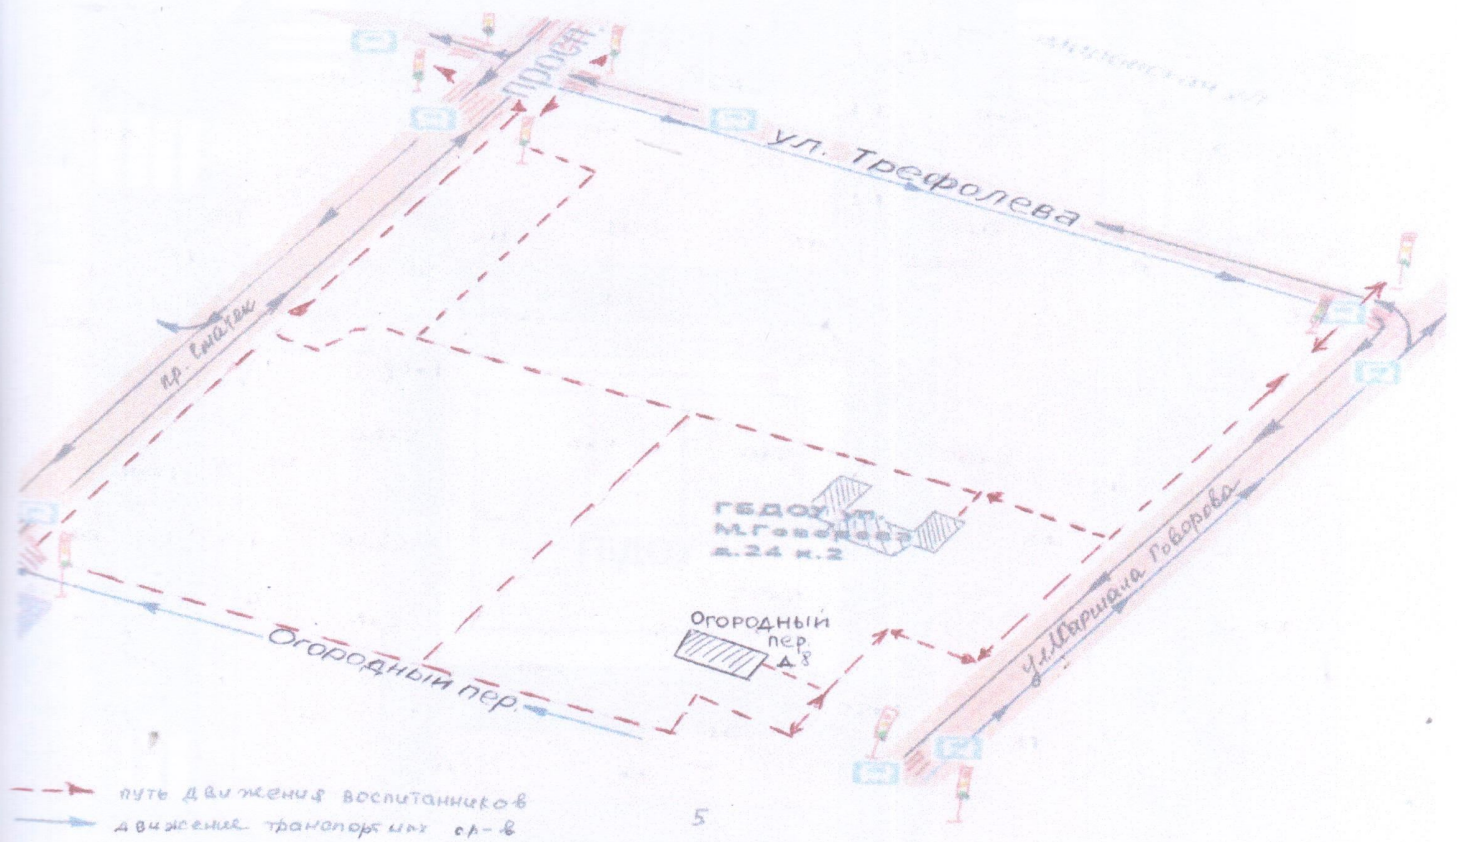 ул. Трефолева
пр. Стачек
ГБДОУ ул.
М.Говорова
д.24 к.2
ул. Маршала Говорова
ОГОРОДНЫЙ
пер.
д 8
Огородный пер.
путь движения воспитанников
движение транспортных ср-в
5